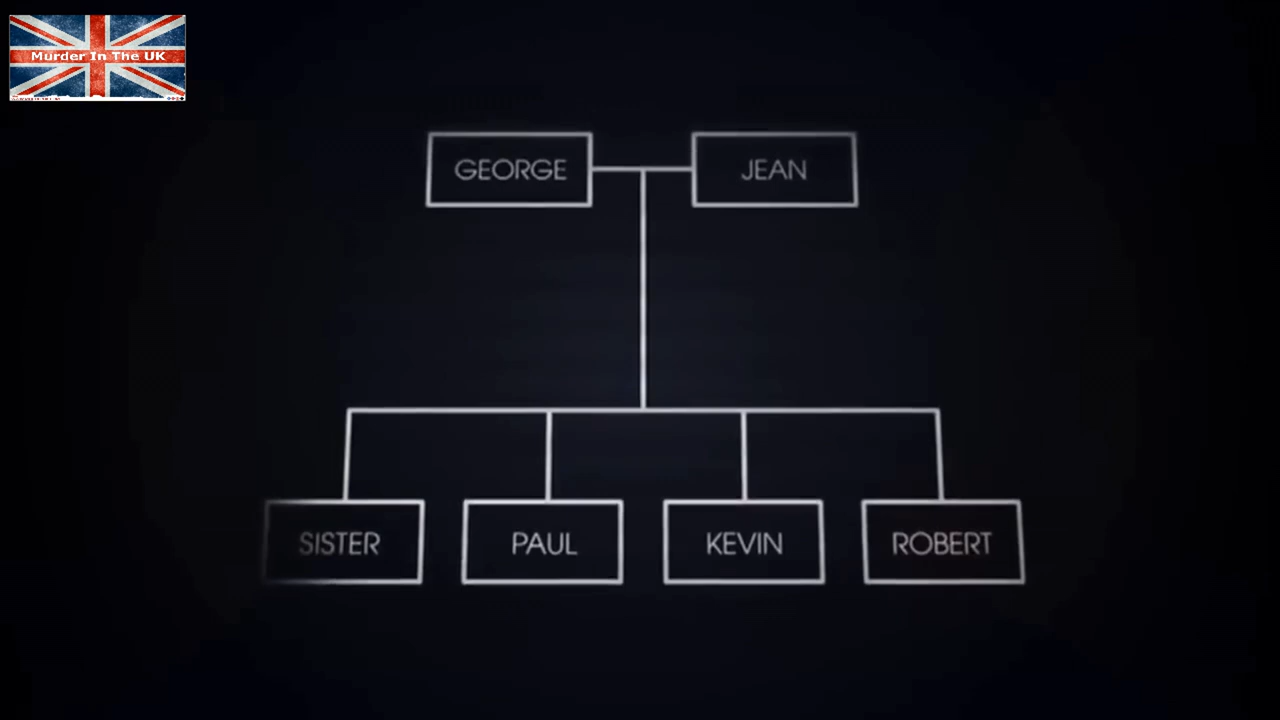 Murder In The UK
GEORGE
JEAN
SISTER
PAUL
KEVIN
ROBERT